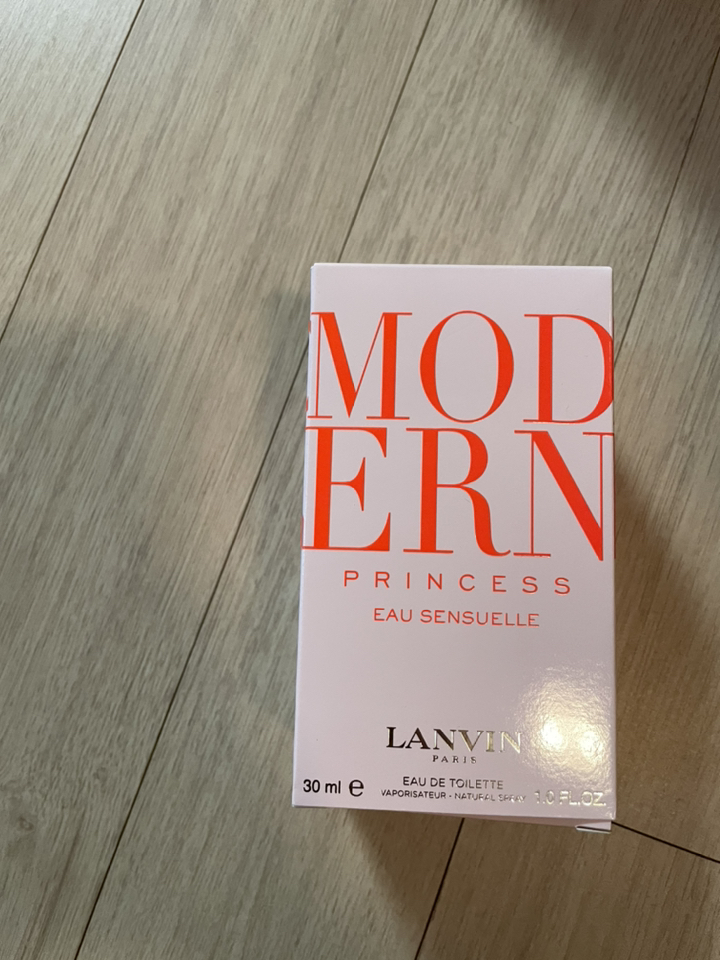 MOD
ERN
PRINCESS
EAU SENSUELLE
LANVIN
PARIS
30 ml e EAU DE TOILETTE
VAPORISATEUR - NATURAL SPRAY 1.0 FL.OZ.